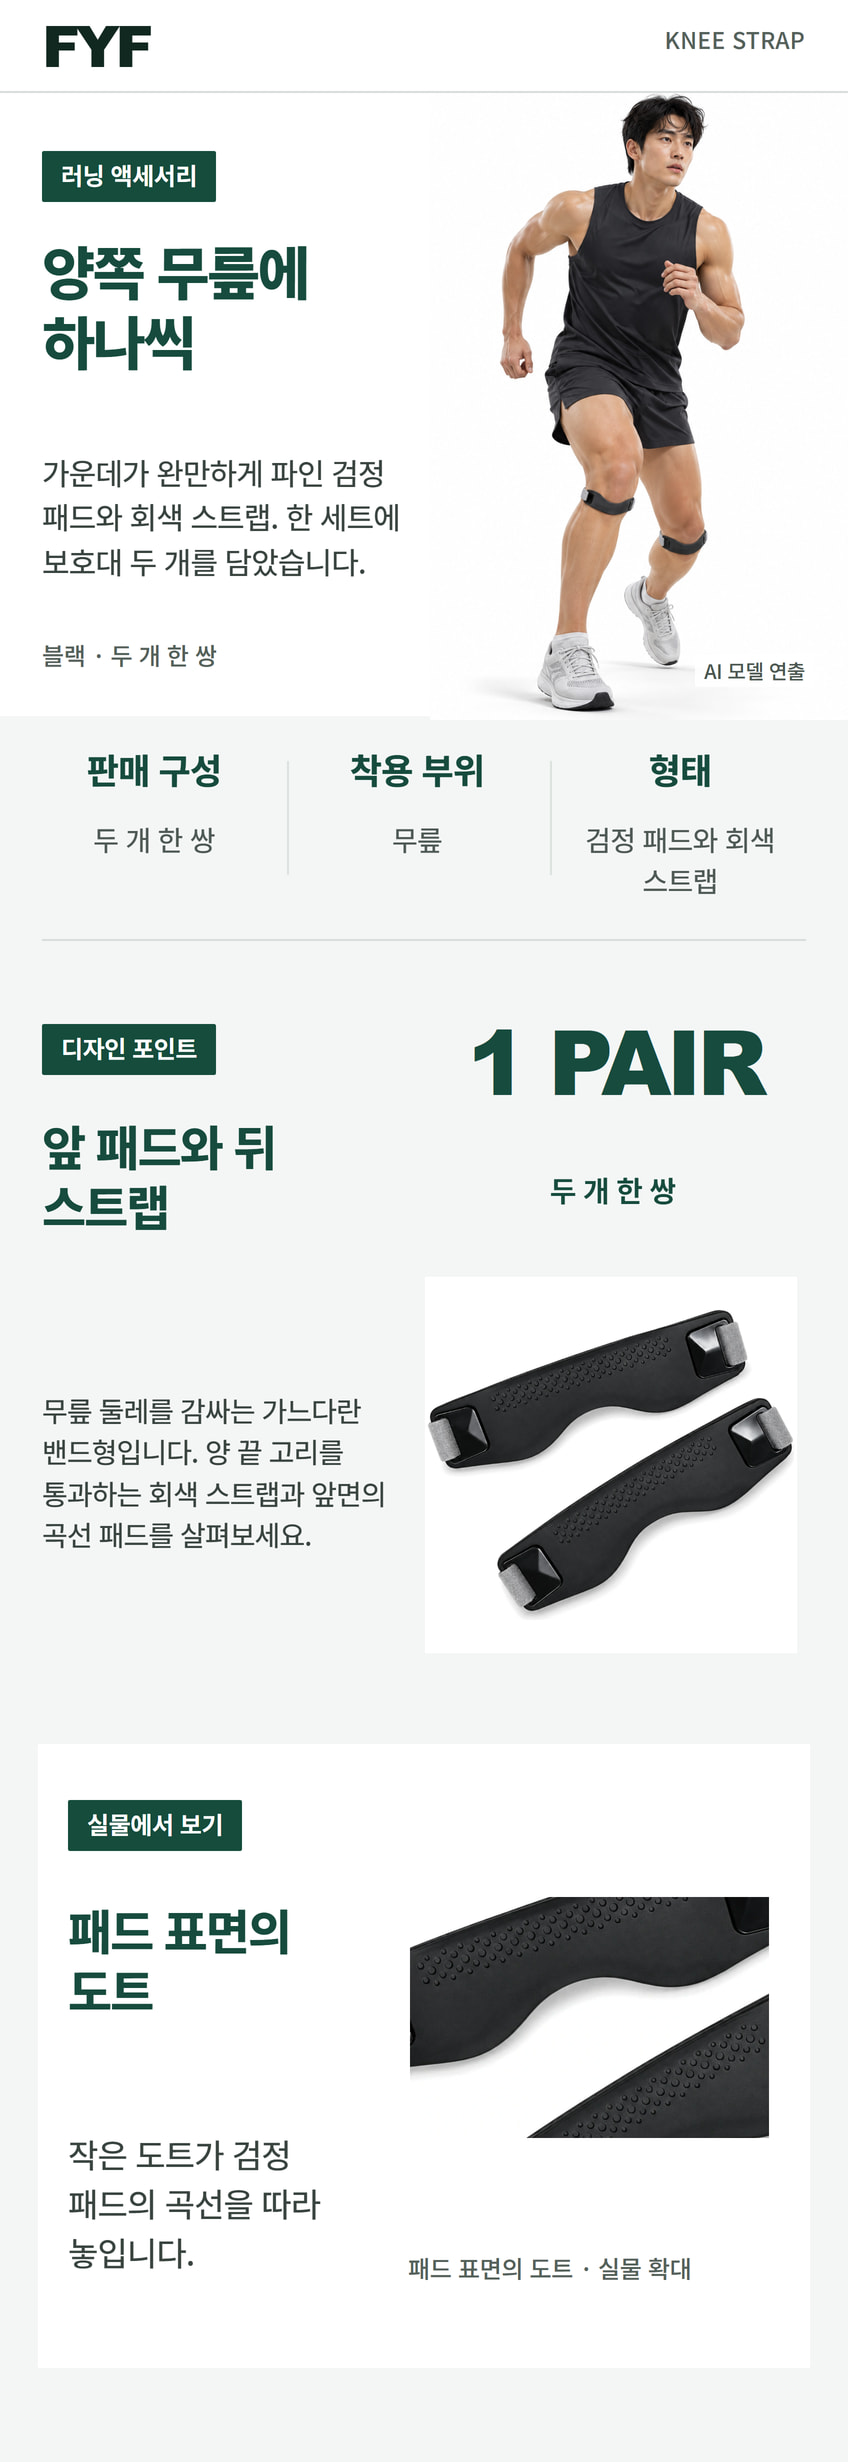 FYF
KNEE STRAP
러닝 액세서리
양쪽 무릎에
하나씩
가운데가 완만하게 파인 검정
패드와 회색 스트랩. 한 세트에
보호대 두 개를 담았습니다.
블랙 · 두 개 한 쌍
AI 모델 연출
판매 구성
두 개 한 쌍
착용 부위
무릎
형태
검정 패드와 회색
스트랩
디자인 포인트
앞 패드와 뒤
스트랩
1 PAIR
두 개 한 쌍
무릎 둘레를 감싸는 가느다란
밴드형입니다. 양 끝 고리를
통과하는 회색 스트랩과 앞면의
곡선 패드를 살펴보세요.
실물에서 보기
패드 표면의
도트
작은 도트가 검정
패드의 곡선을 따라
놓입니다.
패드 표면의 도트 · 실물 확대